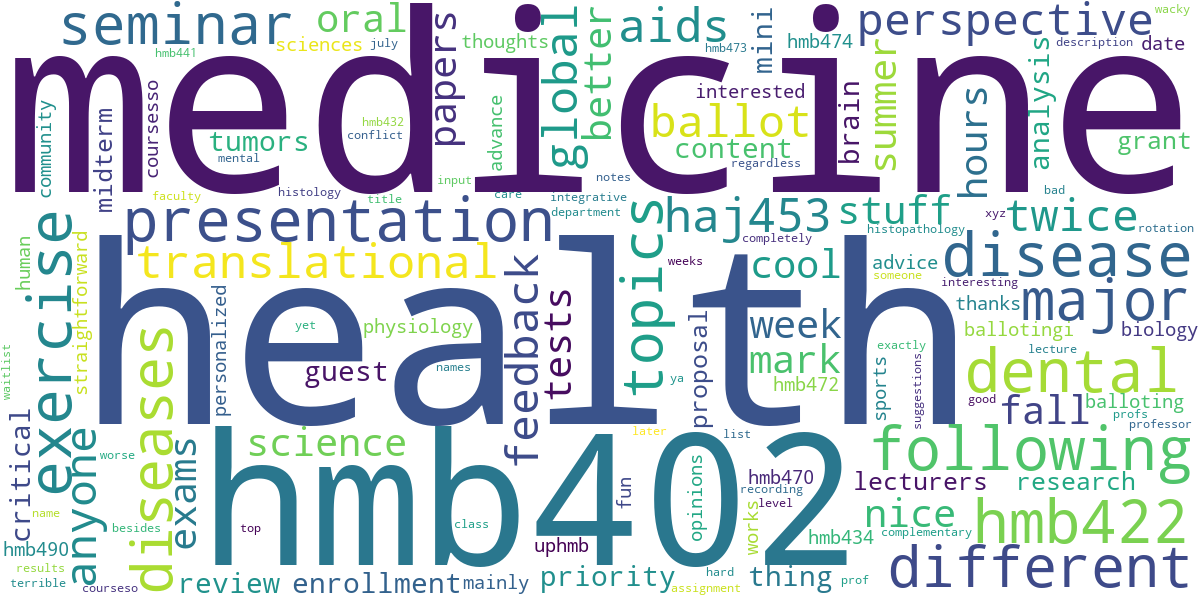 medicine
health
hmb402
seminar
oral
papers
thoughts
global
better
aids
mini
hmb473
hmb474
perspective
wacky
description
date
hmb441
sciences
july
community
midterm
coursesso
tumors
mental
conflict
hmb432
advance
interested
ballot
content
regardless
brain
summer
hours
analysis
grant
faculty
histology
title
input
care
notes
integrative
department
bad
presentation
translational
topics
haj453
completely
stuff
histopathology
xyz
twice
rotation
human
exercise
straightforward
diseases
personalized
yet
physiology
names
guest
feedback
tests
weeks
cool
week
mark
hmb472
ya
proposal
advice
someone
interesting
thanks
disease
major
ballotingi
biology
exactly
lecture
sports
suggestions
dental
good
fall
balloting
profs
professor
waitlist
critical
anyone
worse
exams
science
later
list
following
opinions
hmb470
recording
level
lecturers
research
hmb490
name
besides
top
class
uphmb
fun
works
hmb434
nice
complementary
hmb422
results
terrible
courseso
review
enrollment
mainly
priority
hard
assignment
thing
prof
different